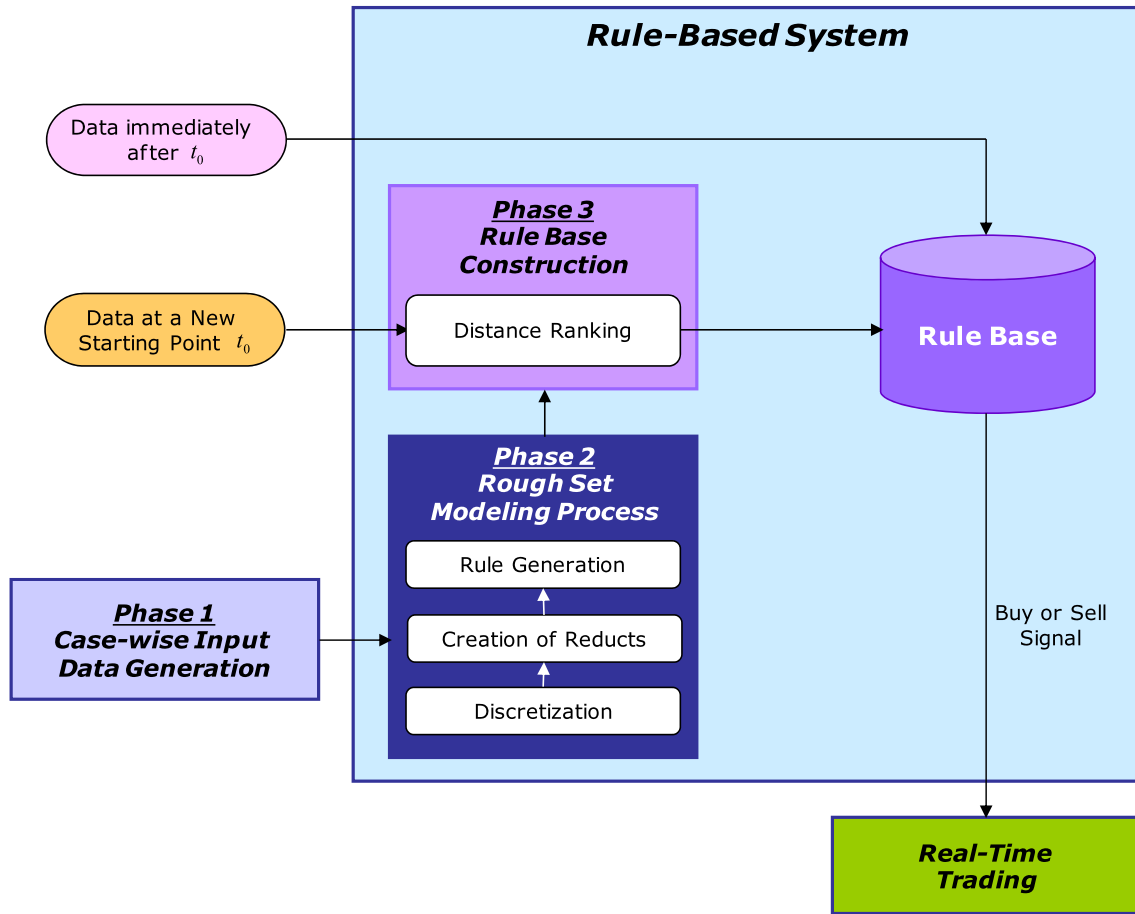 Rule-Based System
Data immediately
after t₀
Phase 3
Rule Base
Construction
Distance Ranking
Data at a New
Starting Point t₀
Rule Base
Phase 2
Rough Set
Modeling Process
Rule Generation
Creation of Reducts
Discretization
Phase 1
Case-wise Input
Data Generation
Buy or Sell
Signal
Real-Time
Trading